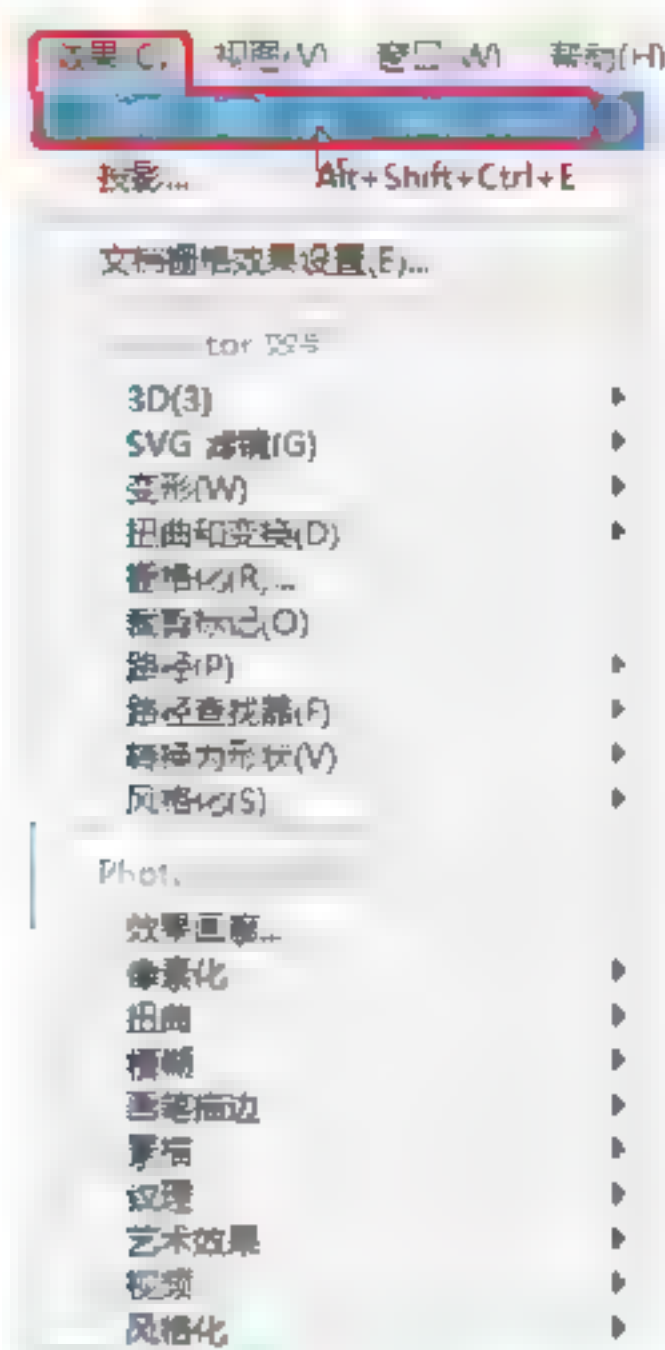 效果(C) 视图(V) 窗口(W) 帮助(H)
投影... Alt+Shift+Ctrl+E
文档栅格效果设置(E)...
tor 效果
3D(3)
SVG 滤镜(G)
变形(W)
扭曲和变换(D)
栅格化(R)...
裁剪标记(O)
路径(P)
路径查找器(F)
转换为形状(V)
风格化(S)
Phot
效果画廊...
像素化
扭曲
模糊
画笔描边
素描
纹理
艺术效果
视频
风格化